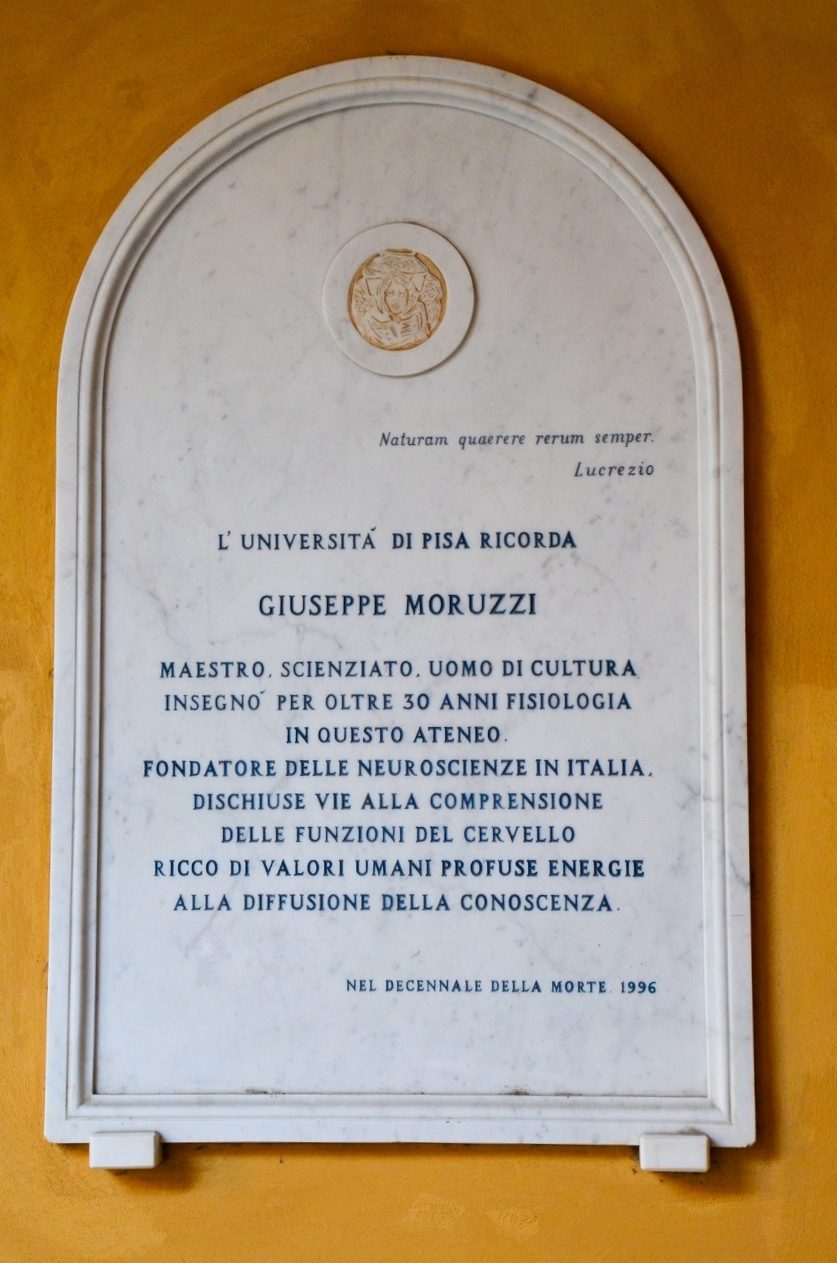 Naturam quaerere rerum semper.
Lucrezio
L' UNIVERSITÁ DI PISA RICORDA
GIUSEPPE MORUZZI
MAESTRO, SCIENZIATO, UOMO DI CULTURA
INSEGNÓ PER OLTRE 30 ANNI FISIOLOGIA
IN QUESTO ATENEO.
FONDATORE DELLE NEUROSCIENZE IN ITALIA,
DISCHIUSE VIE ALLA COMPRENSIONE
DELLE FUNZIONI DEL CERVELLO
RICCO DI VALORI UMANI PROFUSE ENERGIE
ALLA DIFFUSIONE DELLA CONOSCENZA.
NEL DECENNALE DELLA MORTE. 1996